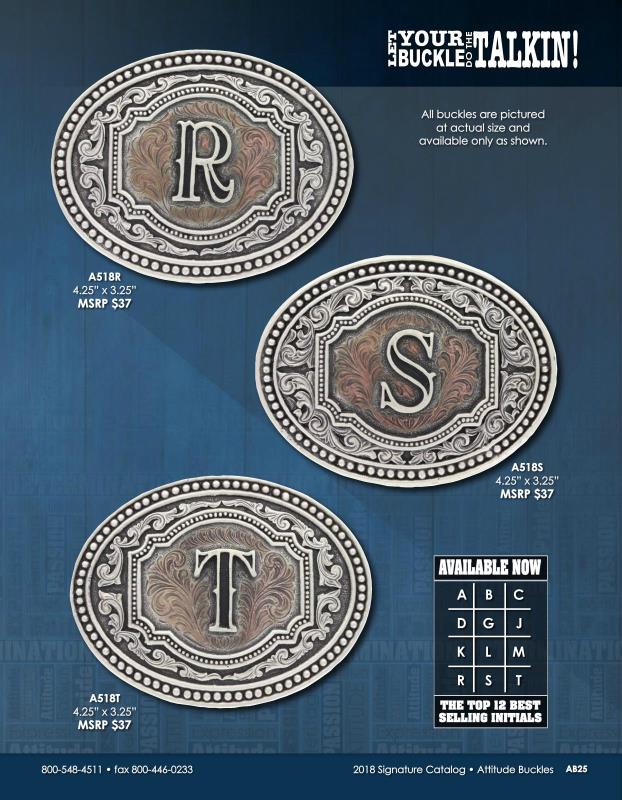 LET YOUR BUCKLE DO THE TALKIN!
All buckles are pictured
at actual size and
available only as shown.
R
A518R
4.25" x 3.25"
MSRP $37
S
A518S
4.25" x 3.25"
MSRP $37
T
A518T
4.25" x 3.25"
MSRP $37
AVAILABLE NOW
A B C
D G J
K L M
R S T
THE TOP 12 BEST
SELLING INITIALS
800-548-4511 • fax 800-446-0233
2018 Signature Catalog • Attitude Buckles AB25